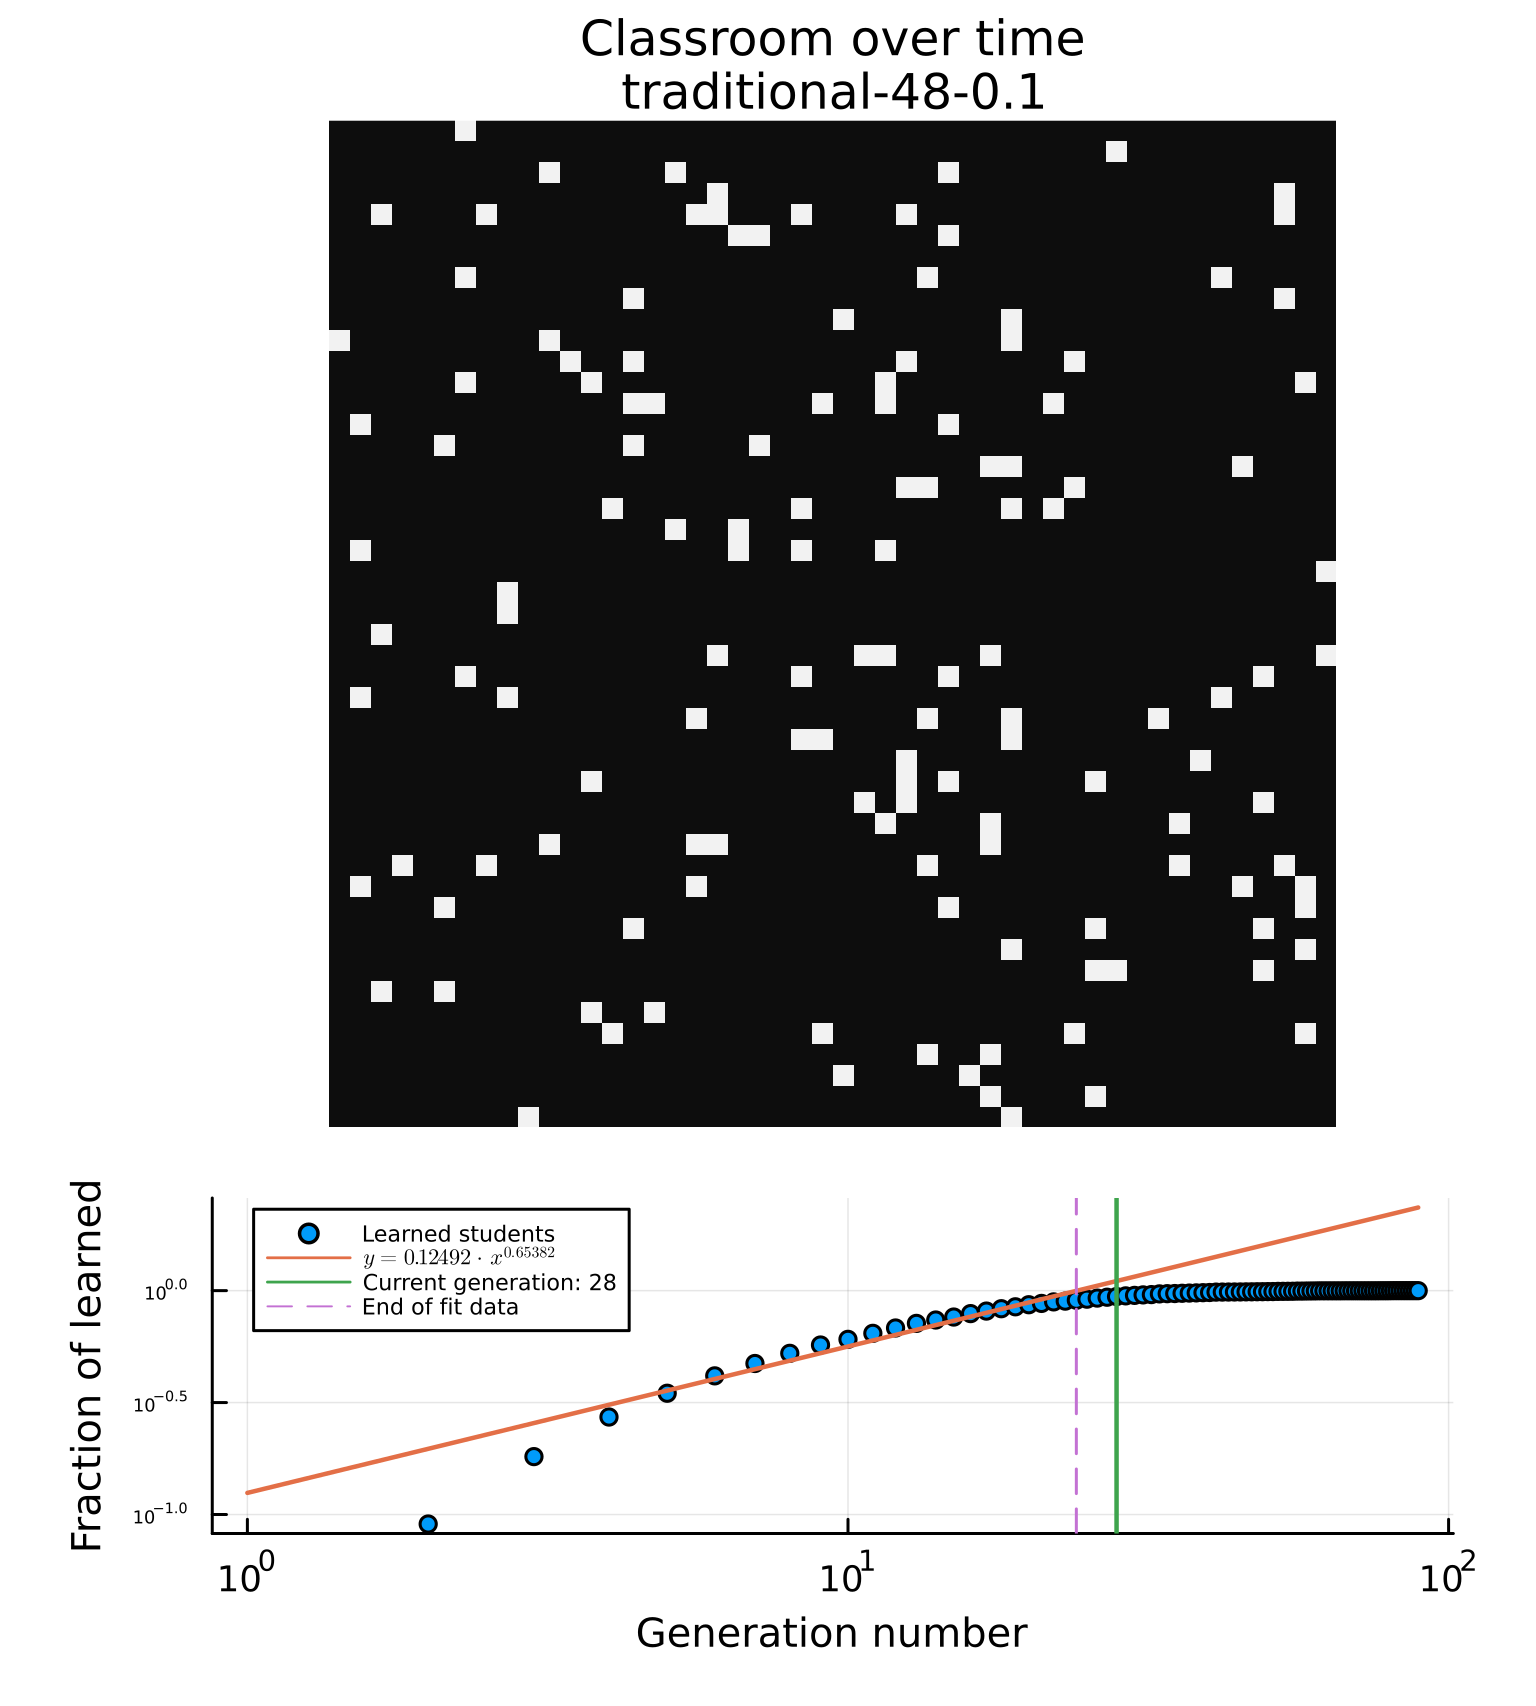 Classroom over time
traditional-48-0.1
Fraction of learned
Learned students
y = 0.12492 · x^0.65382
Current generation: 28
End of fit data
10^0.0
10^−0.5
10^−1.0
10^0 10^1 10^2
Generation number